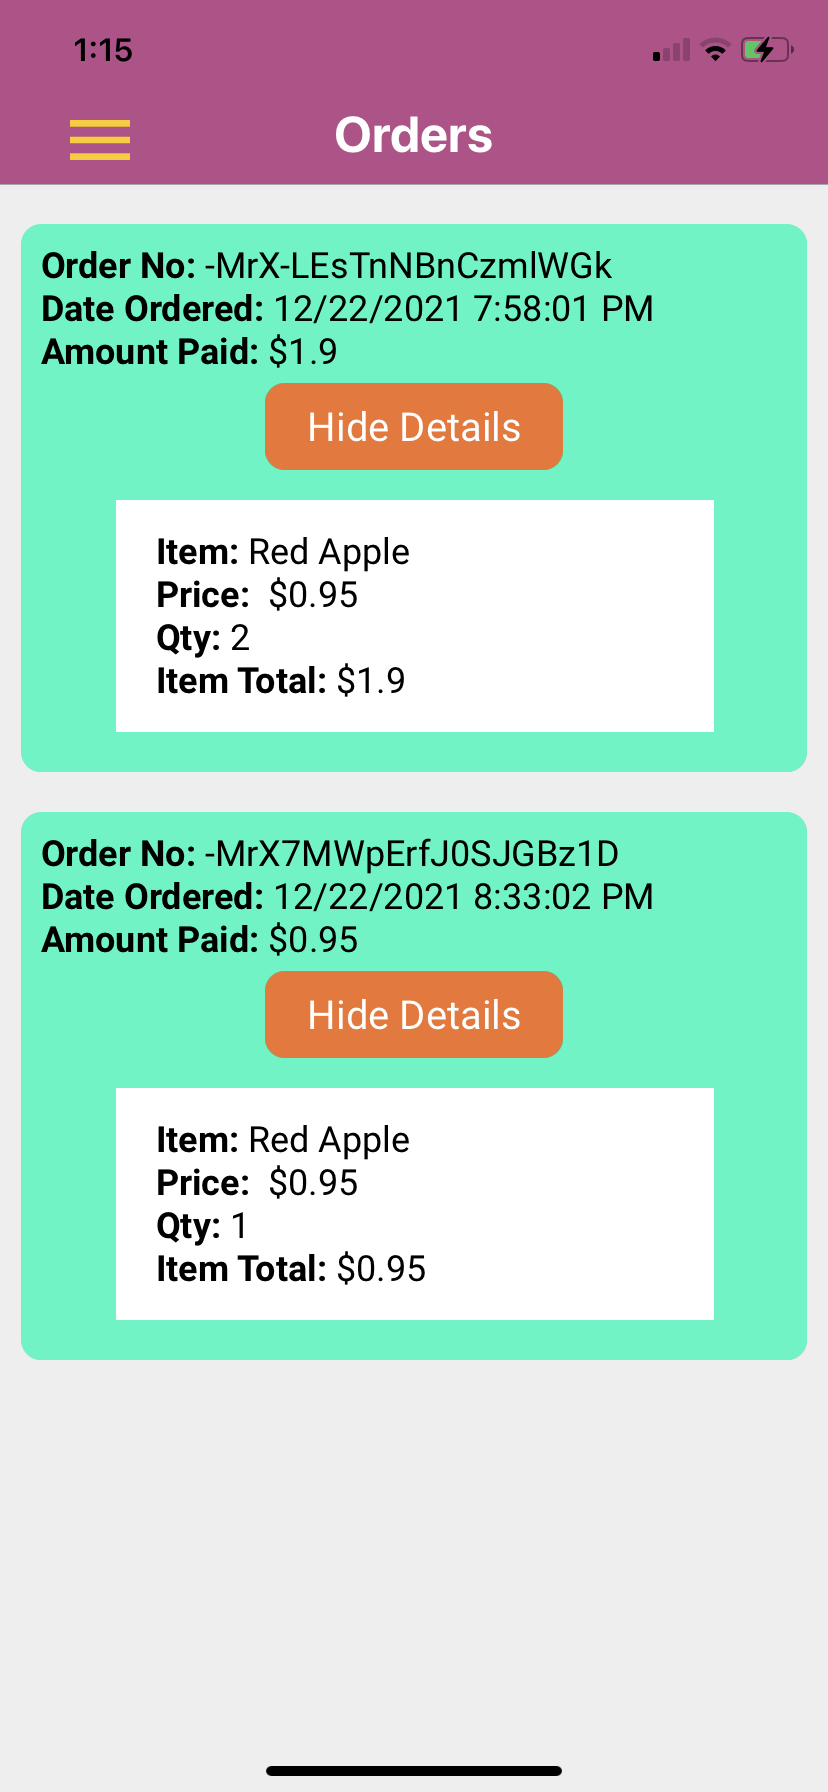 1:15
Orders
Order No: -MrX-LEsTnNBnCzmlWGk
Date Ordered: 12/22/2021 7:58:01 PM
Amount Paid: $1.9
Hide Details
Item: Red Apple
Price:  $0.95
Qty: 2
Item Total: $1.9
Order No: -MrX7MWpErfJ0SJGBz1D
Date Ordered: 12/22/2021 8:33:02 PM
Amount Paid: $0.95
Hide Details
Item: Red Apple
Price:  $0.95
Qty: 1
Item Total: $0.95